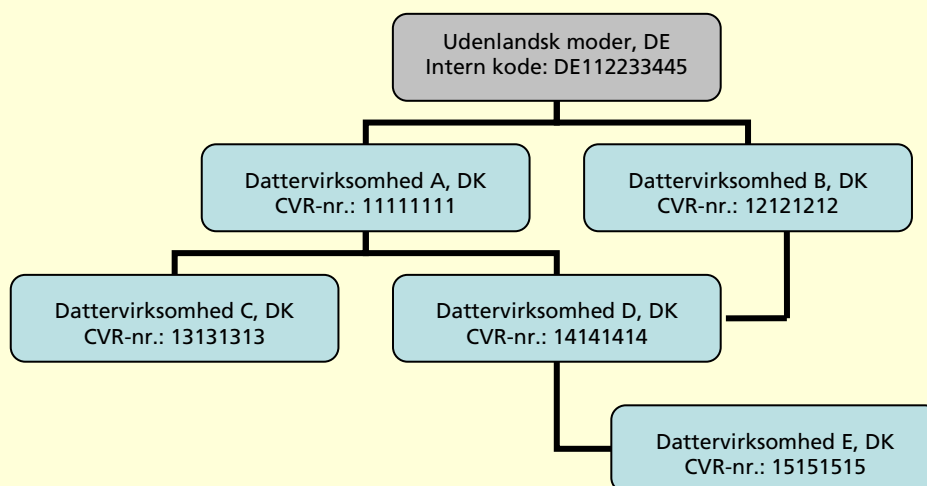 Udenlandsk moder, DE
Intern kode: DE112233445
Dattervirksomhed A, DK
CVR-nr.: 11111111
Dattervirksomhed B, DK
CVR-nr.: 12121212
Dattervirksomhed C, DK
CVR-nr.: 13131313
Dattervirksomhed D, DK
CVR-nr.: 14141414
Dattervirksomhed E, DK
CVR-nr.: 15151515